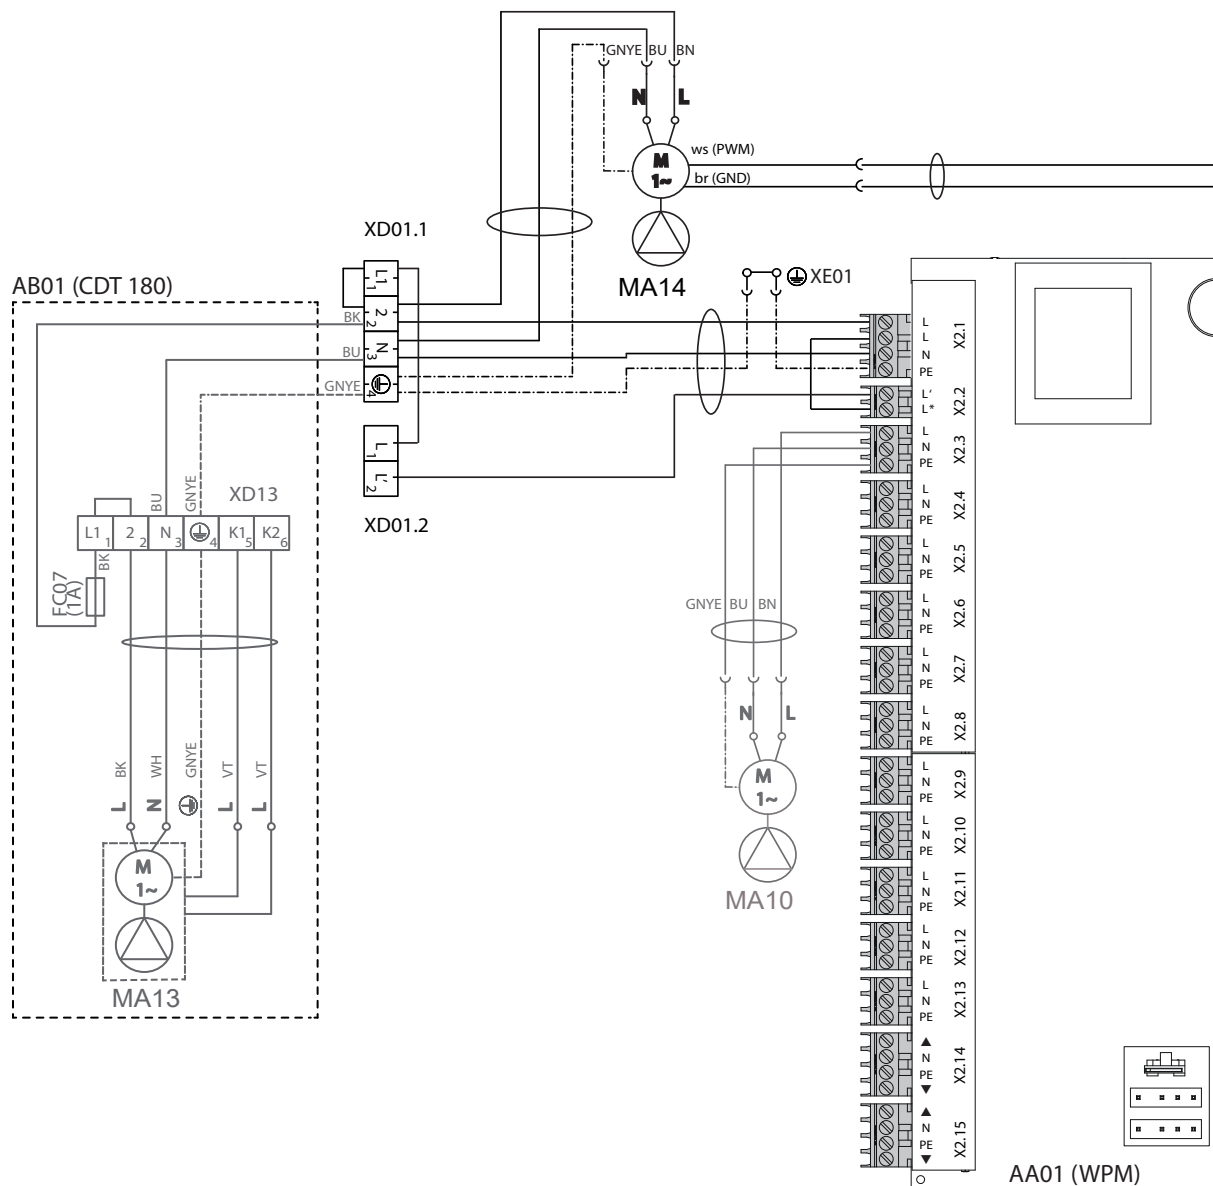 GNYE BU BN
N L
M
1~
ws (PWM)
br (GND)
MA14
XD01.1
L1 1
2 2
N 3
4
L 1
L' 2
XD01.2
XE01
AB01 (CDT 180)
BK
BU
GNYE
BU
GNYE
XD13
L1 1
2 2
N 3
4
K1 5
K2 6
BK
FC07
(1A)
BK
WH
GNYE
VT
VT
L
N
L
L
M
1~
MA13
GNYE BU BN
N L
M
1~
MA10
L
L
N
PE
X2.1
L'
L*
X2.2
L
N
PE
X2.3
L
N
PE
X2.4
L
N
PE
X2.5
L
N
PE
X2.6
L
N
PE
X2.7
L
N
PE
X2.8
L
N
PE
X2.9
L
N
PE
X2.10
L
N
PE
X2.11
L
N
PE
X2.12
L
N
PE
X2.13
▲
N
PE
▼
X2.14
▲
N
PE
▼
X2.15
AA01 (WPM)